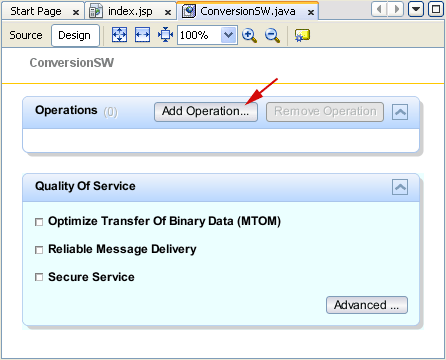 Start Page index.jsp ConversionSW.java
Source Design 100%
ConversionSW
Operations (0) Add Operation... Remove Operation
Quality Of Service
Optimize Transfer Of Binary Data (MTOM)
Reliable Message Delivery
Secure Service
Advanced ...